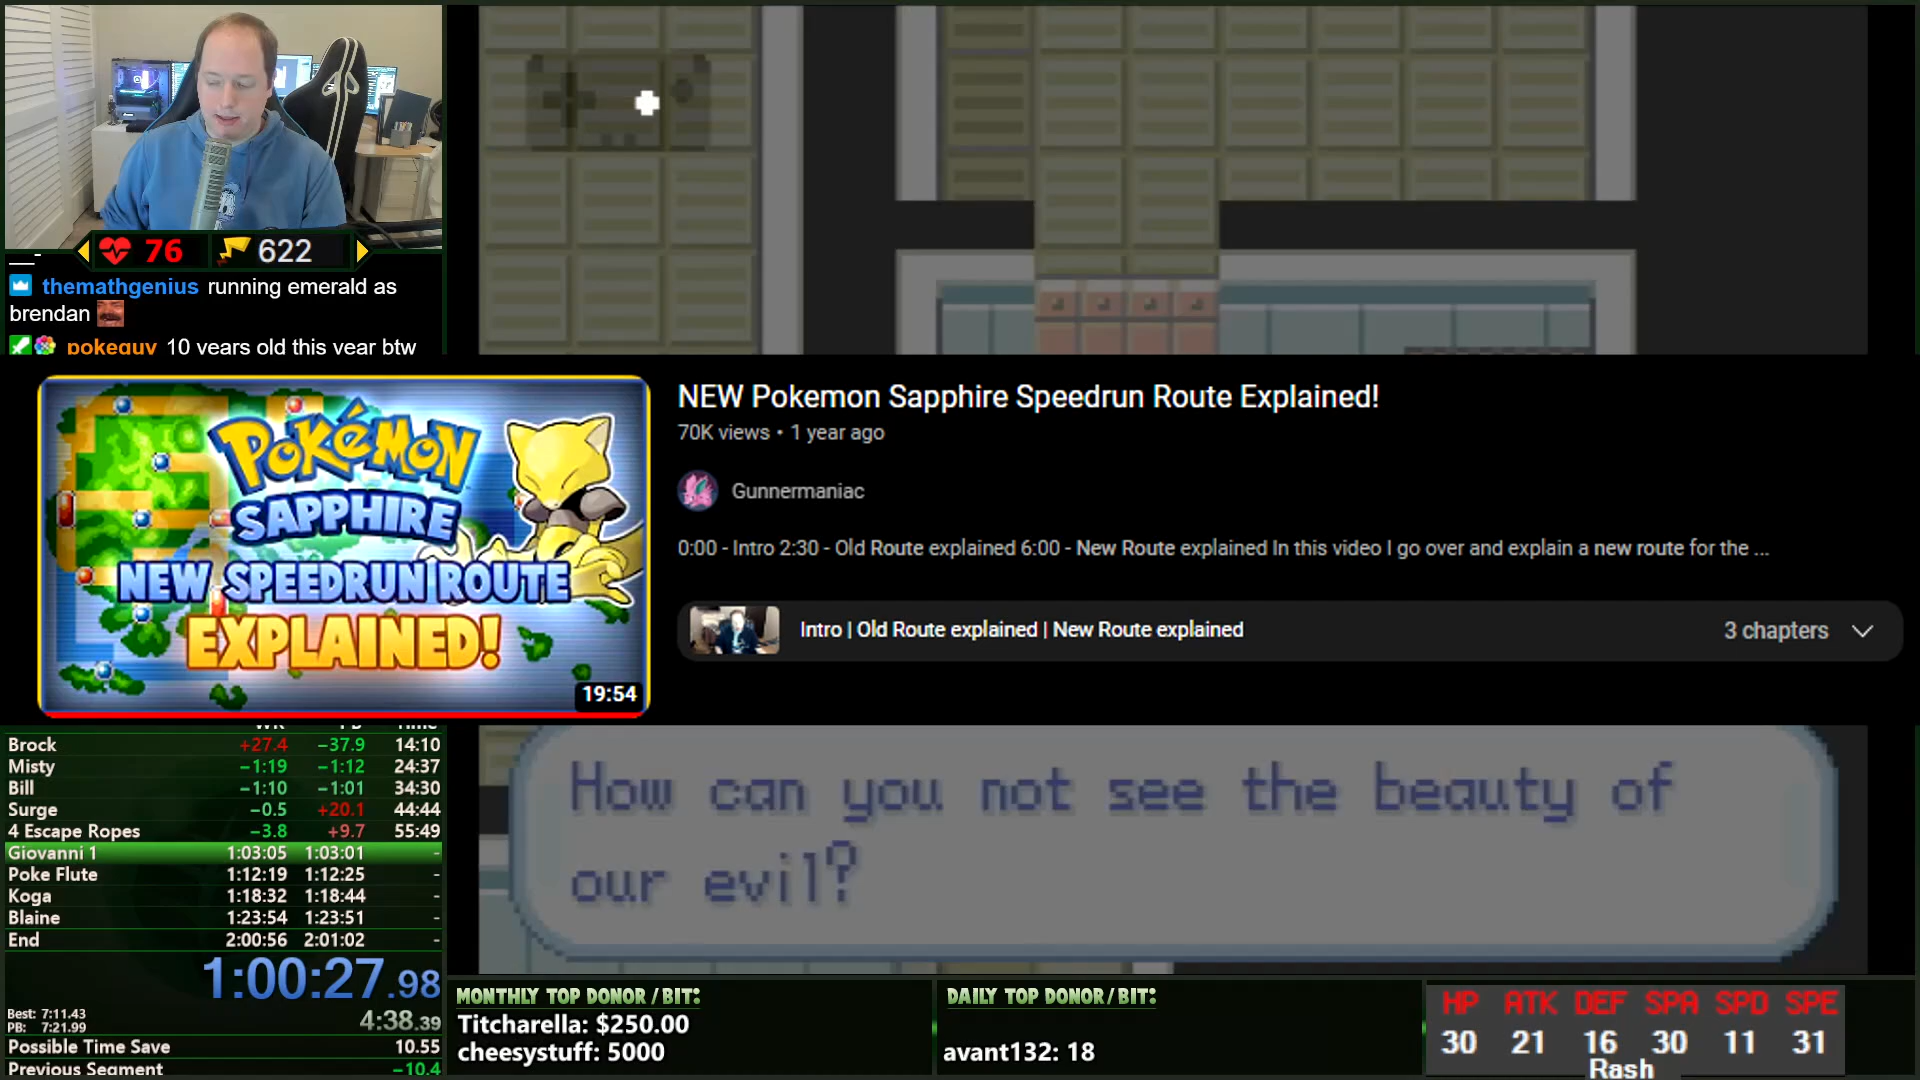 76
622
themathgenius running emerald as
brendan
pokeguy 10 years old this year btw
POKéMON
SAPPHIRE
NEW SPEEDRUN ROUTE
EXPLAINED!
19:54
NEW Pokemon Sapphire Speedrun Route Explained!
70K views • 1 year ago
Gunnermaniac
0:00 - Intro 2:30 - Old Route explained 6:00 - New Route explained In this video I go over and explain a new route for the ...
Intro | Old Route explained | New Route explained
3 chapters
WR PB Time
Brock +27.4 −37.9 14:10
Misty −1:19 −1:12 24:37
Bill −1:10 −1:01 34:30
Surge −0.5 +20.1 44:44
4 Escape Ropes −3.8 +9.7 55:49
Giovanni 1 1:03:05 1:03:01 -
Poke Flute 1:12:19 1:12:25 -
Koga 1:18:32 1:18:44 -
Blaine 1:23:54 1:23:51 -
End 2:00:56 2:01:02 -
1:00:27.98
Best: 7:11.43
PB: 7:21.99
4:38.39
Possible Time Save 10.55
Previous Segment −10.4
How can you not see the beauty of
our evil?
MONTHLY TOP DONOR/BIT:
Titcharella: $250.00
cheesystuff: 5000
DAILY TOP DONOR/BIT:
avant132: 18
HP ATK DEF SPA SPD SPE
30 21 16 30 11 31
Rash